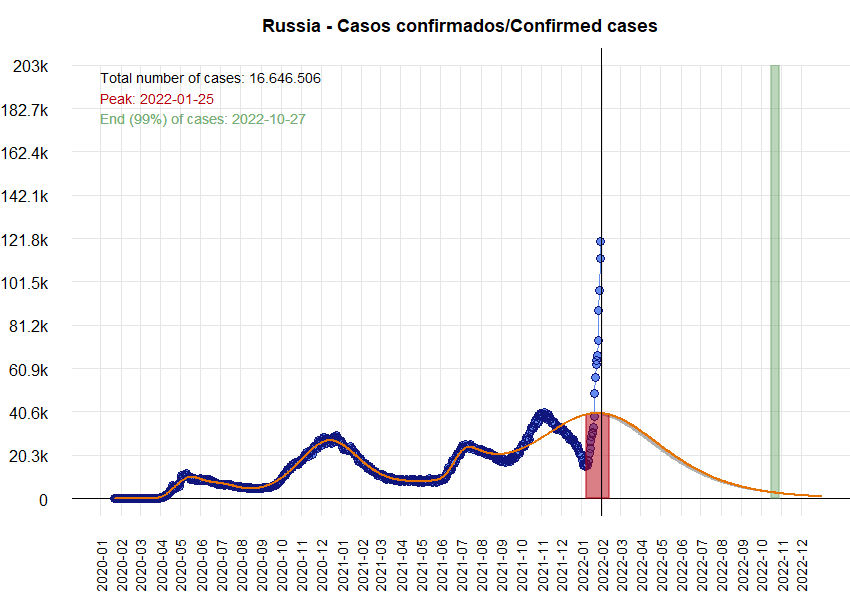 Russia - Casos confirmados/Confirmed cases
203k
182.7k
162.4k
142.1k
121.8k
101.5k
81.2k
60.9k
40.6k
20.3k
0
Total number of cases: 16.646.506
Peak: 2022-01-25
End (99%) of cases: 2022-10-27
2020-01
2020-02
2020-03
2020-04
2020-05
2020-06
2020-07
2020-08
2020-09
2020-10
2020-11
2020-12
2021-01
2021-02
2021-03
2021-04
2021-05
2021-06
2021-07
2021-08
2021-09
2021-10
2021-11
2021-12
2022-01
2022-02
2022-03
2022-04
2022-05
2022-06
2022-07
2022-08
2022-09
2022-10
2022-11
2022-12